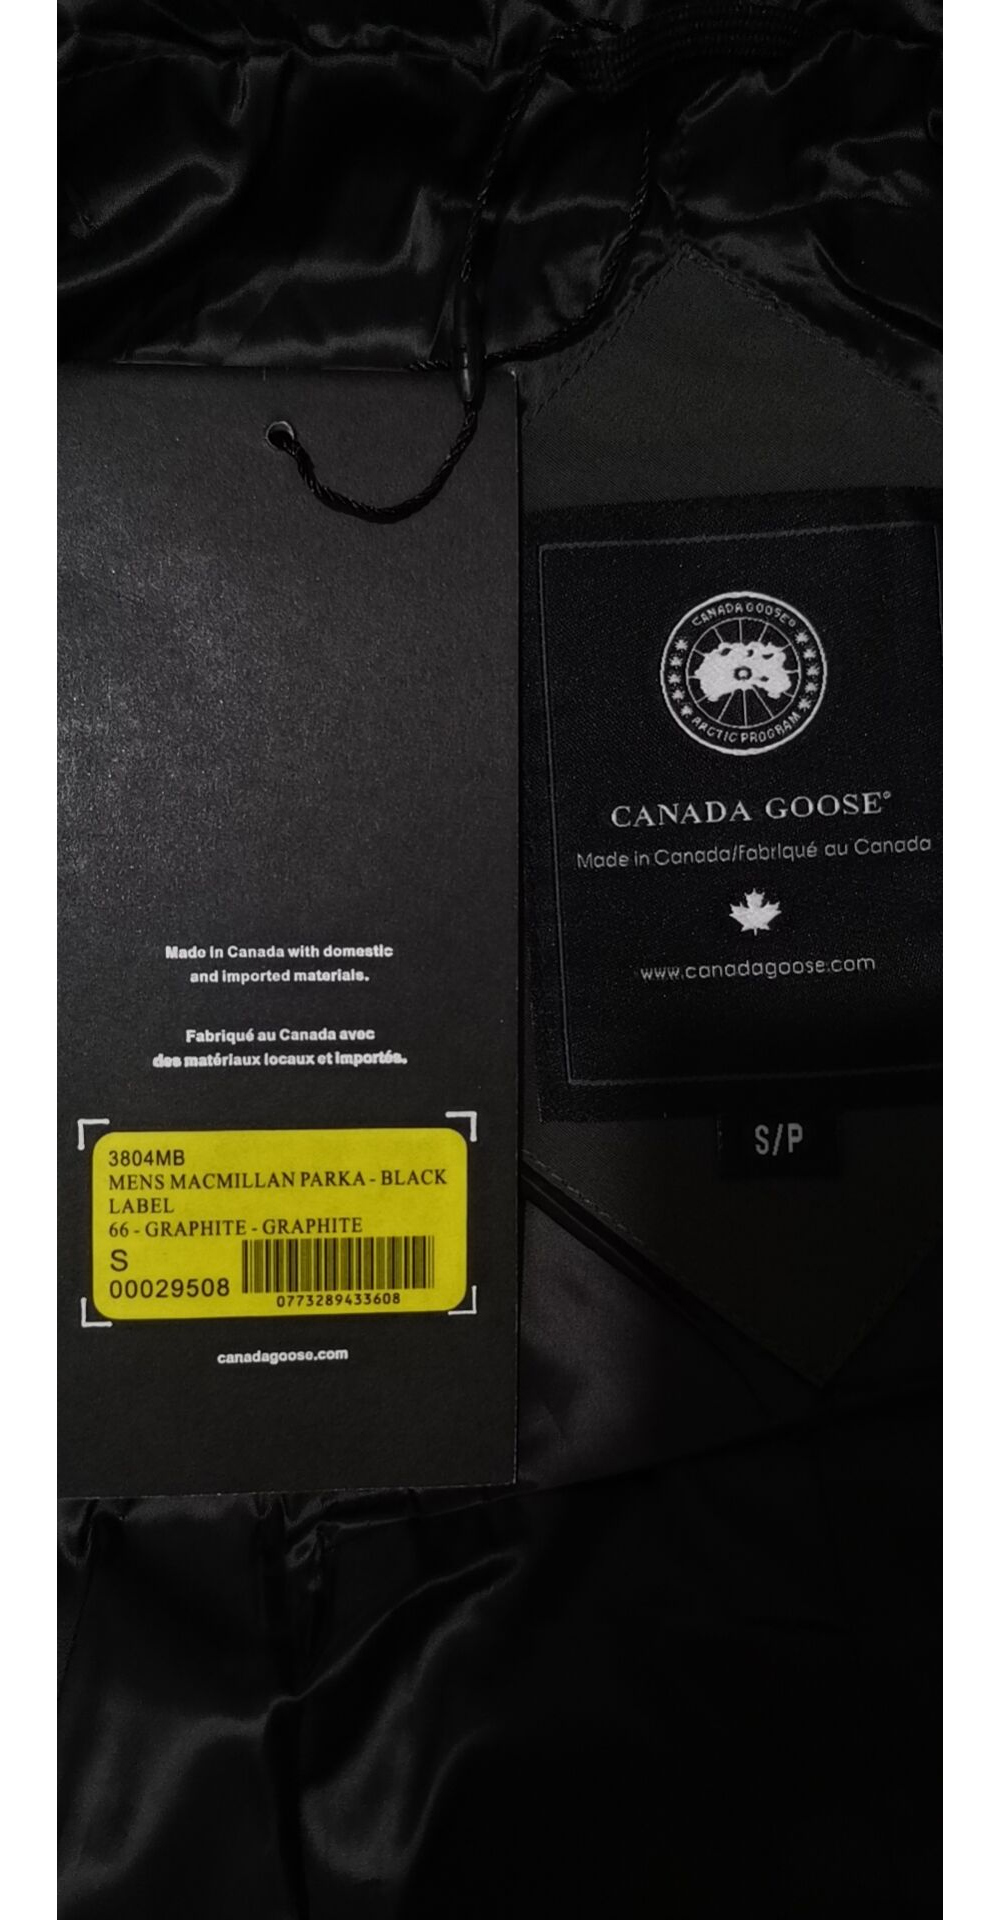 Made in Canada with domestic
and imported materials.
Fabriqué au Canada avec
des matériaux locaux et importés.
3804MB
MENS MACMILLAN PARKA - BLACK
LABEL
66 - GRAPHITE - GRAPHITE
S
00029508
0773289433608
canadagoose.com
CANADA GOOSE®
ARCTIC PROGRAM
CANADA GOOSE®
Made in Canada/Fabriqué au Canada
www.canadagoose.com
S/P